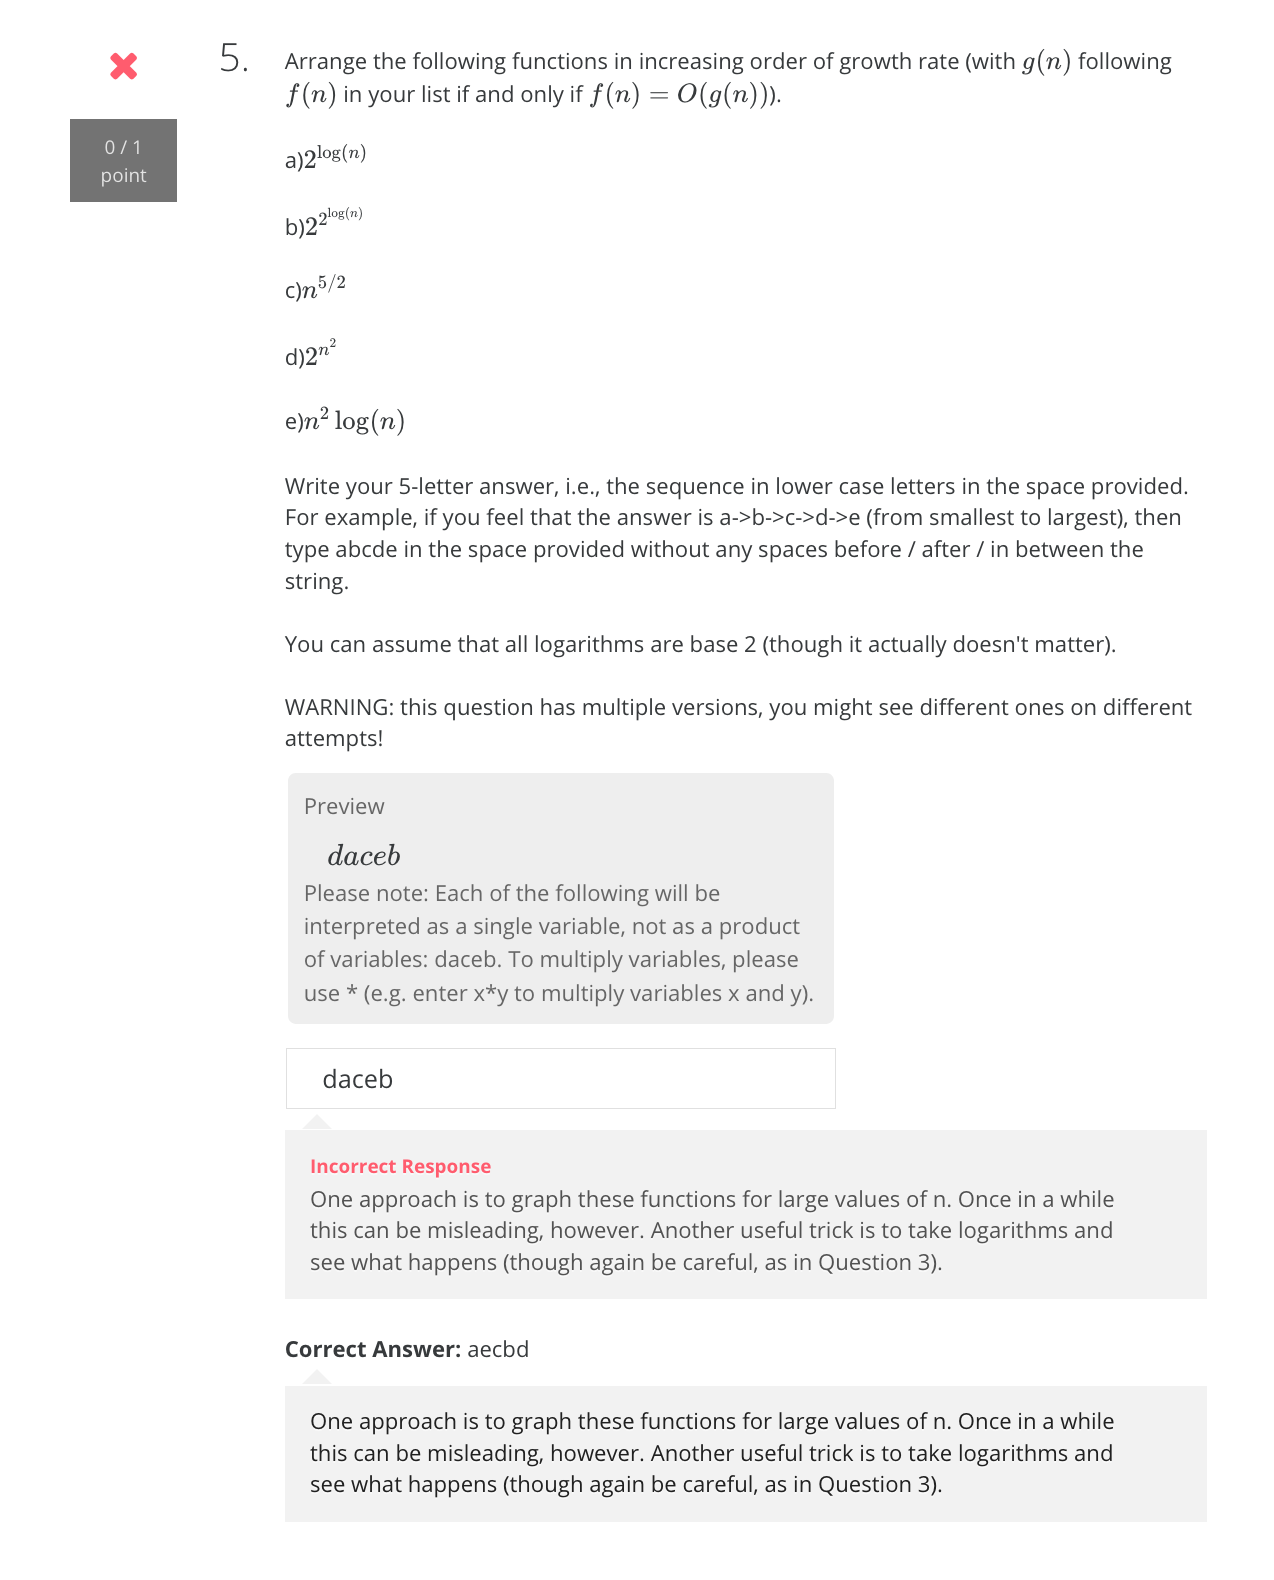 5. Arrange the following functions in increasing order of growth rate (with g(n) following
f(n) in your list if and only if f(n) = O(g(n))).
0 / 1
point
a)2^{log(n)}
b)2^{2^{log(n)}}
c)n^{5/2}
d)2^{n^2}
e)n^2 log(n)
Write your 5-letter answer, i.e., the sequence in lower case letters in the space provided.
For example, if you feel that the answer is a->b->c->d->e (from smallest to largest), then
type abcde in the space provided without any spaces before / after / in between the
string.
You can assume that all logarithms are base 2 (though it actually doesn't matter).
WARNING: this question has multiple versions, you might see different ones on different
attempts!
Preview
daceb
Please note: Each of the following will be
interpreted as a single variable, not as a product
of variables: daceb. To multiply variables, please
use * (e.g. enter x*y to multiply variables x and y).
daceb
Incorrect Response
One approach is to graph these functions for large values of n. Once in a while
this can be misleading, however. Another useful trick is to take logarithms and
see what happens (though again be careful, as in Question 3).
Correct Answer: aecbd
One approach is to graph these functions for large values of n. Once in a while
this can be misleading, however. Another useful trick is to take logarithms and
see what happens (though again be careful, as in Question 3).